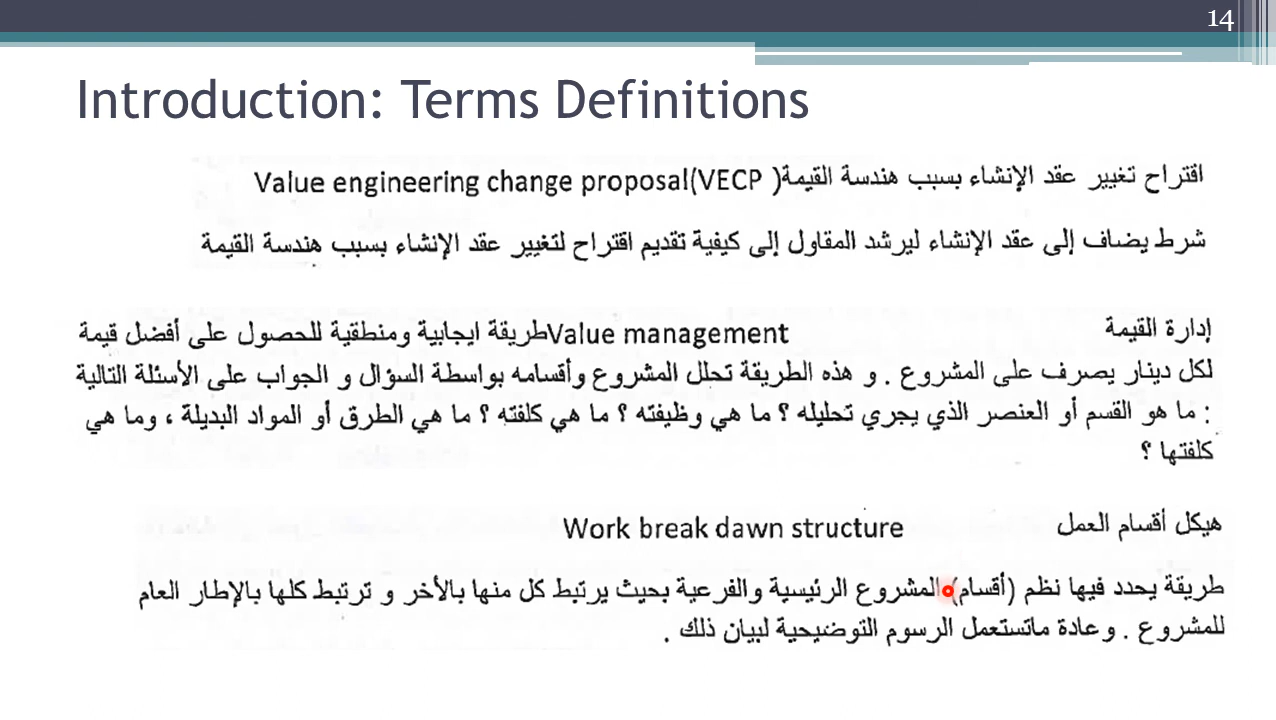 14
Introduction: Terms Definitions
اقتراح تغيير عقد الإنشاء بسبب هندسة القيمة( Value engineering change proposal(VECP
شرط يضاف إلى عقد الإنشاء ليرشد المقاول إلى كيفية تقديم اقتراح لتغيير عقد الإنشاء بسبب هندسة القيمة
إدارة القيمة Value management طريقة ايجابية ومنطقية للحصول على أفضل قيمة
لكل دينار يصرف على المشروع . و هذه الطريقة تحلل المشروع وأقسامه بواسطة السؤال و الجواب على الأسئلة التالية
: ما هو القسم أو العنصر الذي يجري تحليله ؟ ما هي وظيفته ؟ ما هي كلفته ؟ ما هي الطرق أو المواد البديلة ، وما هي
كلفتها ؟
هيكل أقسام العمل Work break dawn structure
طريقة يحدد فيها نظم (أقسام) المشروع الرئيسية والفرعية بحيث يرتبط كل منها بالأخر و ترتبط كلها بالإطار العام
للمشروع . وعادة ماتستعمل الرسوم التوضيحية لبيان ذلك .